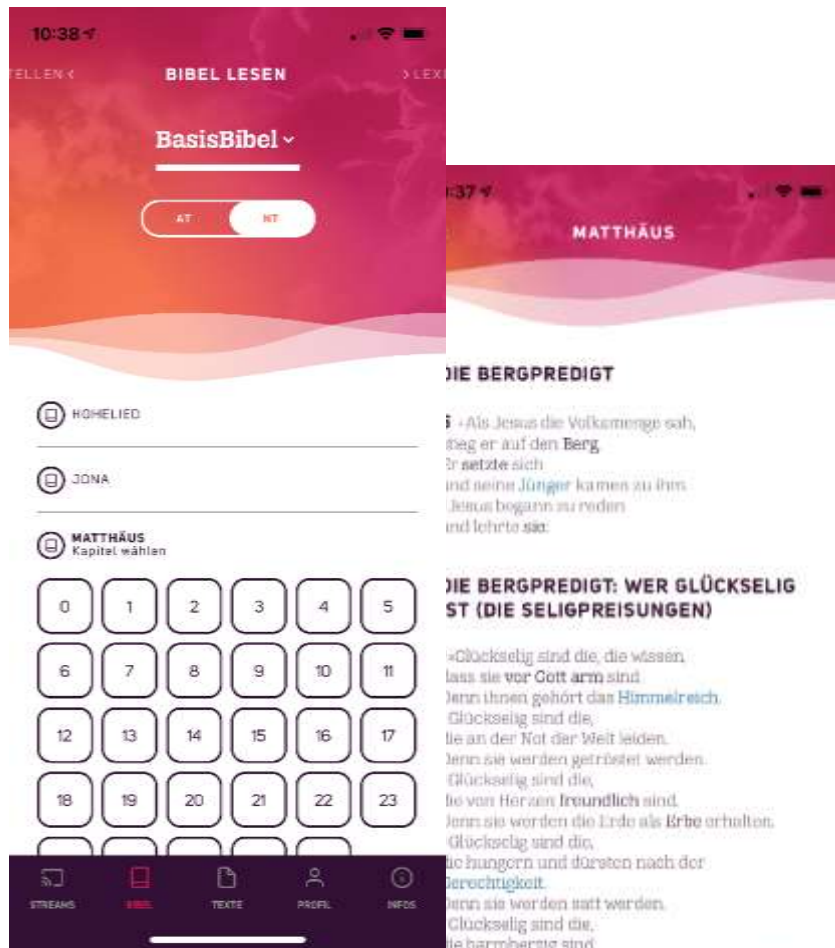 10:38
TELLEN <
BIBEL LESEN
> LEXI
BasisBibel
AT
NT
HOHELIED
JONA
MATTHÄUS
Kapitel wählen
0 1 2 3 4 5
6 7 8 9 10 11
12 13 14 15 16 17
18 19 20 21 22 23
STREAMS
BIBEL
TEXTE
PROFIL
INFOS
:37
MATTHÄUS
DIE BERGPREDIGT
5 Als Jesus die Volksmenge sah,
stieg er auf den Berg.
Er setzte sich
und seine Jünger kamen zu ihm.
Jesus begann zu reden
und lehrte sie:
DIE BERGPREDIGT: WER GLÜCKSELIG
IST (DIE SELIGPREISUNGEN)
»Glückselig sind die, die wissen,
dass sie vor Gott arm sind.
Denn ihnen gehört das Himmelreich.
Glückselig sind die,
die an der Not der Welt leiden.
Denn sie werden getröstet werden.
Glückselig sind die,
die von Herzen freundlich sind.
Denn sie werden die Erde als Erbe erhalten.
Glückselig sind die,
die hungern und dürsten nach der
Gerechtigkeit.
Denn sie werden satt werden.
Glückselig sind die,
die barmherzig sind.